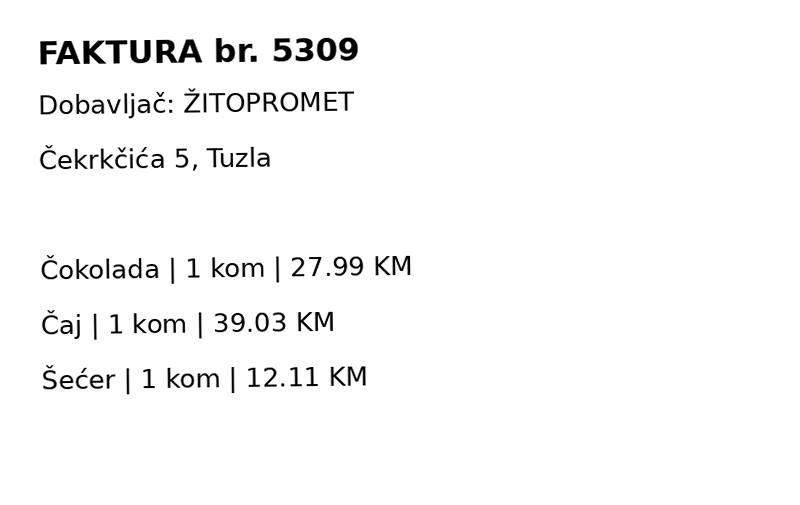 FAKTURA br. 5309
Dobavljač: ŽITOPROMET
Čekrkčića 5, Tuzla
Čokolada | 1 kom | 27.99 KM
Čaj | 1 kom | 39.03 KM
Šećer | 1 kom | 12.11 KM